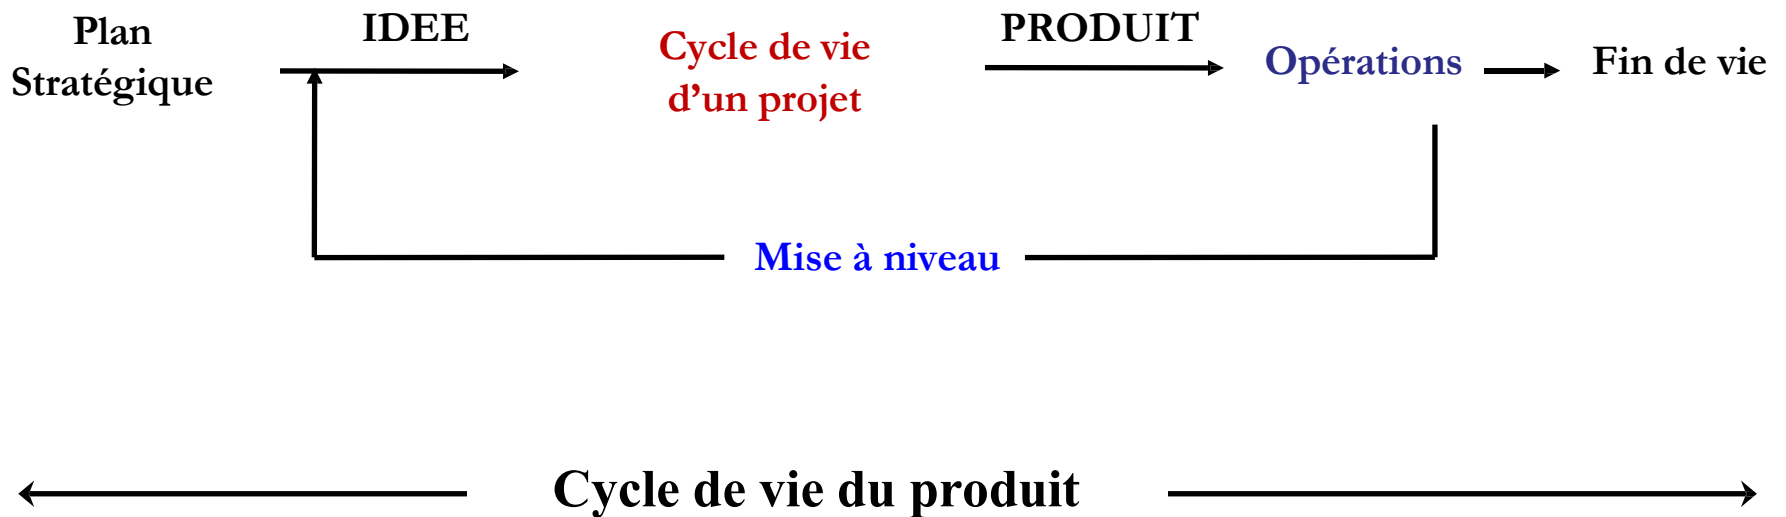 Plan
Stratégique
IDEE
Cycle de vie
d’un projet
PRODUIT
Opérations
Fin de vie
Mise à niveau
Cycle de vie du produit